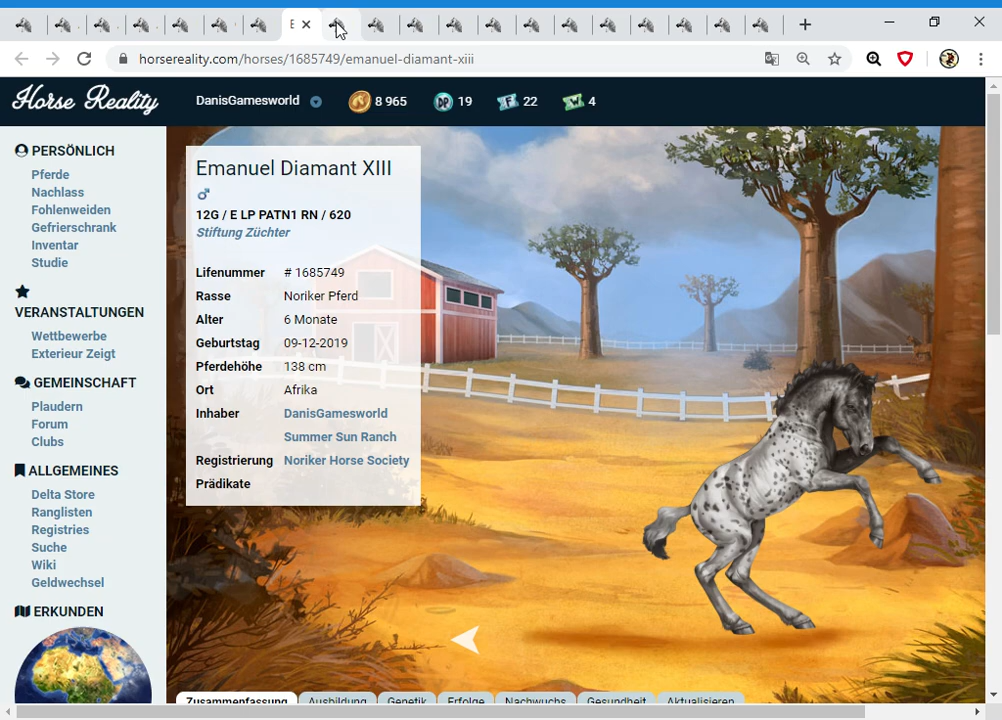 E
horsereality.com/horses/1685749/emanuel-diamant-xiii
Horse Reality
DanisGamesworld
8 965
DP
19
F
22
W
4
PERSÖNLICH
Pferde
Nachlass
Fohlenweiden
Gefrierschrank
Inventar
Studie
VERANSTALTUNGEN
Wettbewerbe
Exterieur Zeigt
GEMEINSCHAFT
Plaudern
Forum
Clubs
ALLGEMEINES
Delta Store
Ranglisten
Registries
Suche
Wiki
Geldwechsel
ERKUNDEN
Emanuel Diamant XIII
12G / E LP PATN1 RN / 620
Stiftung Züchter
Lifenummer # 1685749
Rasse Noriker Pferd
Alter 6 Monate
Geburtstag 09-12-2019
Pferdehöhe 138 cm
Ort Afrika
Inhaber DanisGamesworld
Summer Sun Ranch
Registrierung Noriker Horse Society
Prädikate
Zusammenfassung Ausbildung Genetik Erfolge Nachwuchs Gesundheit Aktualisieren